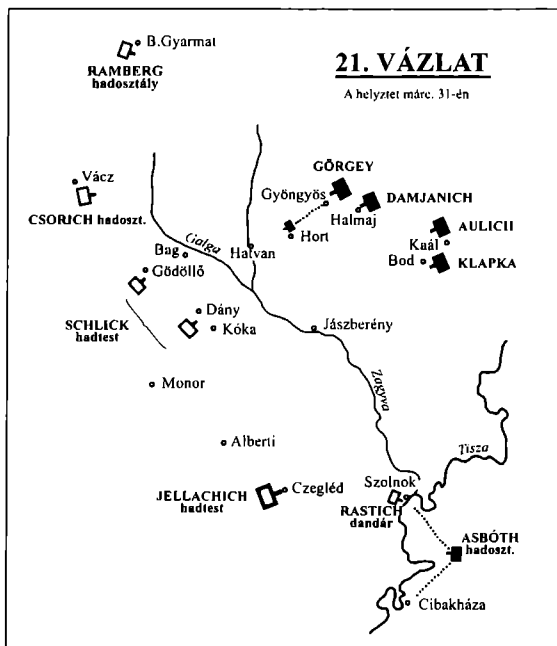 B.Gyarmat
RAMBERG
hadosztály
21. VÁZLAT
A helyztet márc. 31-én
Vácz
CSORICH hadoszt.
GÖRGEY
Gyöngyös
DAMJANICH
Halmaj
Hort
AULICH
Kaál
Bod
KLAPKA
Galga
Hatvan
Bag
Gödöllő
SCHLICK
hadtest
Dány
Kóka
Jászberény
Monor
Zagyva
Alberti
Tisza
JELLACHICH
hadtest
Czegléd
Szolnok
RASTICH
dandár
ASBÓTH
hadoszt.
Cibakháza